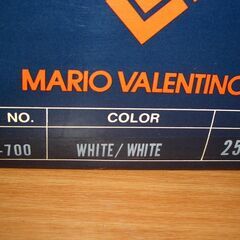 MARIO VALENTINO
NO. COLOR
-700 WHITE/WHITE 25